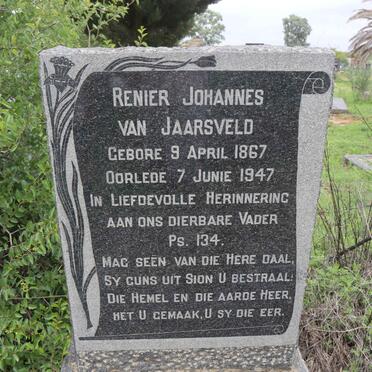 RENIER JOHANNES
VAN JAARSVELD
GEBORE 9 APRIL 1867
OORLEDE 7 JUNIE 1947
IN LIEFDEVOLLE HERINNERING
AAN ONS DIERBARE VADER
PS. 134.
MAG SEEN VAN DIE HERE DAAL,
SY GUNS UIT SION U BESTRAAL:
DIE HEMEL EN DIE AARDE HEER,
HET U GEMAAK, U SY DIE EER.